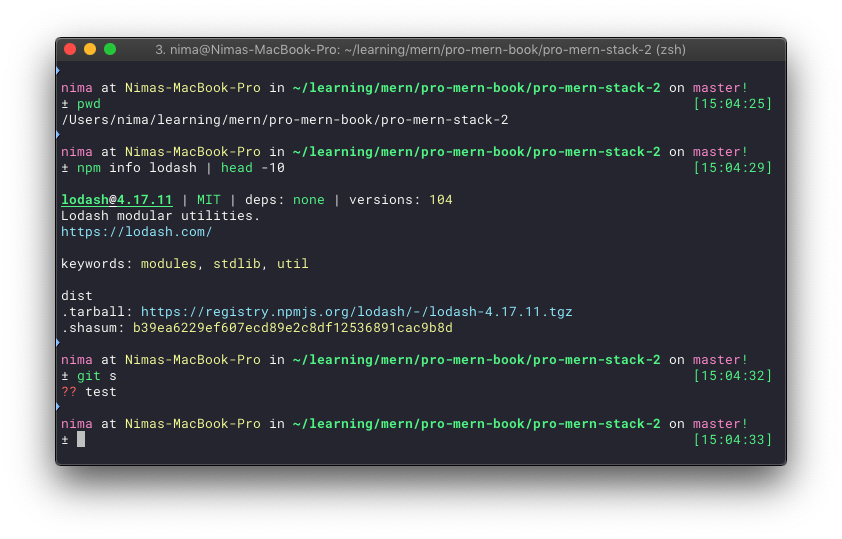 3. nima@Nimas-MacBook-Pro: ~/learning/mern/pro-mern-book/pro-mern-stack-2 (zsh)
nima at Nimas-MacBook-Pro in ~/learning/mern/pro-mern-book/pro-mern-stack-2 on master!
± pwd [15:04:25]
/Users/nima/learning/mern/pro-mern-book/pro-mern-stack-2
nima at Nimas-MacBook-Pro in ~/learning/mern/pro-mern-book/pro-mern-stack-2 on master!
± npm info lodash | head -10 [15:04:29]
lodash@4.17.11 | MIT | deps: none | versions: 104
Lodash modular utilities.
https://lodash.com/
keywords: modules, stdlib, util
dist
.tarball: https://registry.npmjs.org/lodash/-/lodash-4.17.11.tgz
.shasum: b39ea6229ef607ecd89e2c8df12536891cac9b8d
nima at Nimas-MacBook-Pro in ~/learning/mern/pro-mern-book/pro-mern-stack-2 on master!
± git s [15:04:32]
?? test
nima at Nimas-MacBook-Pro in ~/learning/mern/pro-mern-book/pro-mern-stack-2 on master!
± [15:04:33]